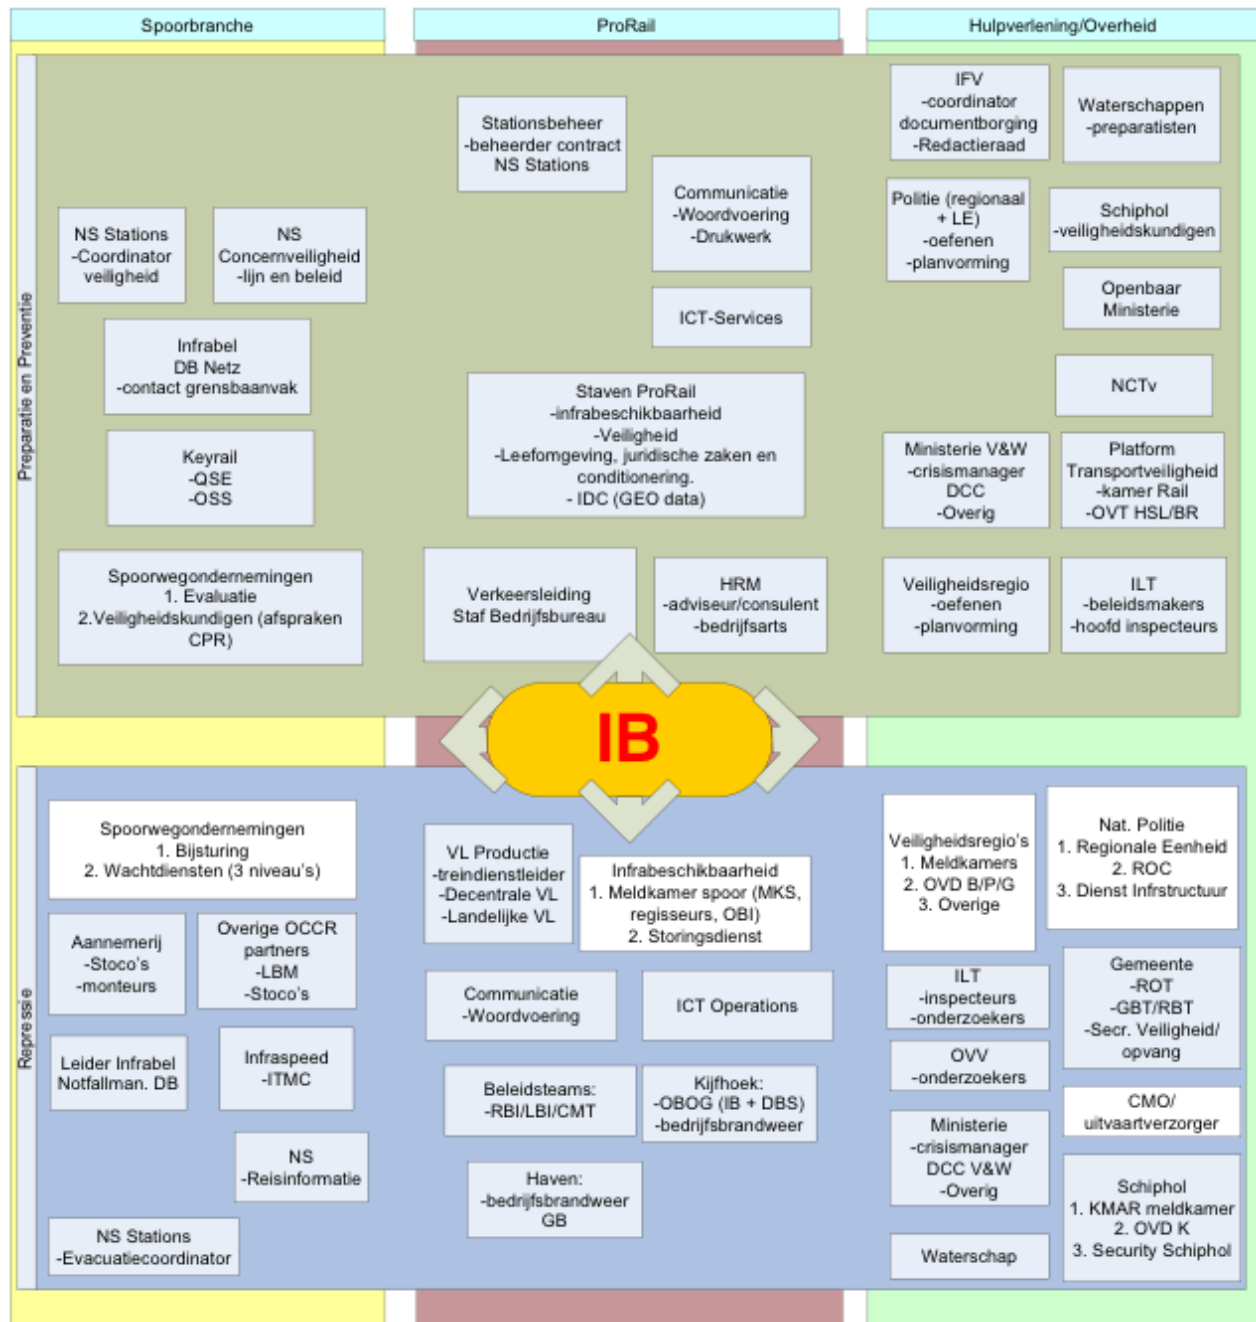 Spoorbranche
ProRail
Hulpverlening/Overheid
Preparatie en Preventie
NS Stations
-Coordinator
veiligheid
NS
Concernveiligheid
-lijn en beleid
Infrabel
DB Netz
-contact grensbaanvak
Keyrail
-QSE
-OSS
Spoorwegondernemingen
1. Evaluatie
2.Veiligheidskundigen (afspraken
CPR)
Stationsbeheer
-beheerder contract
NS Stations
Communicatie
-Woordvoering
-Drukwerk
ICT-Services
Staven ProRail
-infrabeschikbaarheid
-Veiligheid
-Leefomgeving, juridische zaken en
conditionering.
- IDC (GEO data)
Verkeersleiding
Staf Bedrijfsbureau
HRM
-adviseur/consulent
-bedrijfsarts
IFV
-coordinator
documentborging
-Redactieraad
Waterschappen
-preparatisten
Politie (regionaal
+ LE)
-oefenen
-planvorming
Schiphol
-veiligheidskundigen
Openbaar
Ministerie
NCTv
Ministerie V&W
-crisismanager
DCC
-Overig
Platform
Transportveiligheid
-kamer Rail
-OVT HSL/BR
Veiligheidsregio
-oefenen
-planvorming
ILT
-beleidsmakers
-hoofd inspecteurs
IB
Repressie
Spoorwegondernemingen
1. Bijsturing
2. Wachtdiensten (3 niveau's)
Aannemerij
-Stoco's
-monteurs
Overige OCCR
partners
-LBM
-Stoco's
Leider Infrabel
Notfallman. DB
Infraspeed
-ITMC
NS
-Reisinformatie
NS Stations
-Evacuatiecoordinator
VL Productie
-treindienstleider
-Decentrale VL
-Landelijke VL
Infrabeschikbaarheid
1. Meldkamer spoor (MKS,
regisseurs, OBI)
2. Storingsdienst
Communicatie
-Woordvoering
ICT Operations
Beleidsteams:
-RBI/LBI/CMT
Kijfhoek:
-OBOG (IB + DBS)
-bedrijfsbrandweer
Haven:
-bedrijfsbrandweer
GB
Veiligheidsregio's
1. Meldkamers
2. OVD B/P/G
3. Overige
Nat. Politie
1. Regionale Eenheid
2. ROC
3. Dienst Infrstructuur
ILT
-inspecteurs
-onderzoekers
Gemeente
-ROT
-GBT/RBT
-Secr. Veiligheid/
opvang
OVV
-onderzoekers
CMO/
uitvaartverzorger
Ministerie
-crisismanager
DCC V&W
-Overig
Schiphol
1. KMAR meldkamer
2. OVD K
3. Security Schiphol
Waterschap